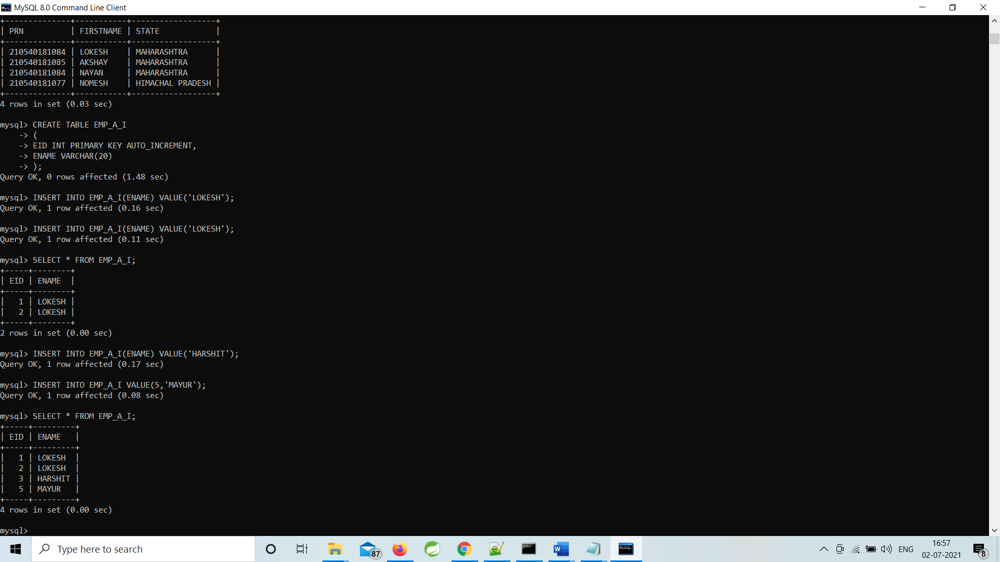 MySQL 8.0 Command Line Client
+--------------+-----------+------------------+
| PRN          | FIRSTNAME | STATE            |
+--------------+-----------+------------------+
| 210540181084 | LOKESH    | MAHARASHTRA      |
| 210540181085 | AKSHAY    | MAHARASHTRA      |
| 210540181084 | NAYAN     | MAHARASHTRA      |
| 210540181077 | NOMESH    | HIMACHAL PRADESH |
+--------------+-----------+------------------+
4 rows in set (0.03 sec)
mysql> CREATE TABLE EMP_A_I
    -> (
    -> EID INT PRIMARY KEY AUTO_INCREMENT,
    -> ENAME VARCHAR(20)
    -> );
Query OK, 0 rows affected (1.48 sec)
mysql> INSERT INTO EMP_A_I(ENAME) VALUE('LOKESH');
Query OK, 1 row affected (0.16 sec)
mysql> INSERT INTO EMP_A_I(ENAME) VALUE('LOKESH');
Query OK, 1 row affected (0.11 sec)
mysql> SELECT * FROM EMP_A_I;
+-----+--------+
| EID | ENAME  |
+-----+--------+
|   1 | LOKESH |
|   2 | LOKESH |
+-----+--------+
2 rows in set (0.00 sec)
mysql> INSERT INTO EMP_A_I(ENAME) VALUE('HARSHIT');
Query OK, 1 row affected (0.17 sec)
mysql> INSERT INTO EMP_A_I VALUE(5,'MAYUR');
Query OK, 1 row affected (0.08 sec)
mysql> SELECT * FROM EMP_A_I;
+-----+---------+
| EID | ENAME   |
+-----+---------+
|   1 | LOKESH  |
|   2 | LOKESH  |
|   3 | HARSHIT |
|   5 | MAYUR   |
+-----+---------+
4 rows in set (0.00 sec)
mysql>
Type here to search
87
W
MySQL
ENG
16:57
02-07-2021
8